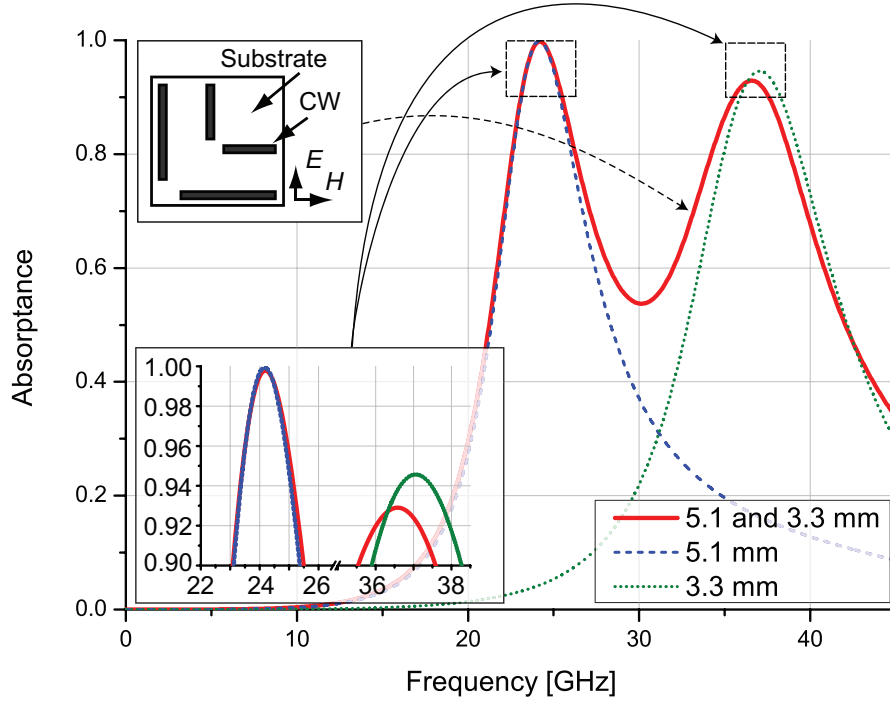 1.0
0.8
0.6
0.4
0.2
0.0
Absorptance
Substrate
CW
E
H
1.00
0.98
0.96
0.94
0.92
0.90
22 24 26 36 38
5.1 and 3.3 mm
5.1 mm
3.3 mm
0 10 20 30 40
Frequency [GHz]